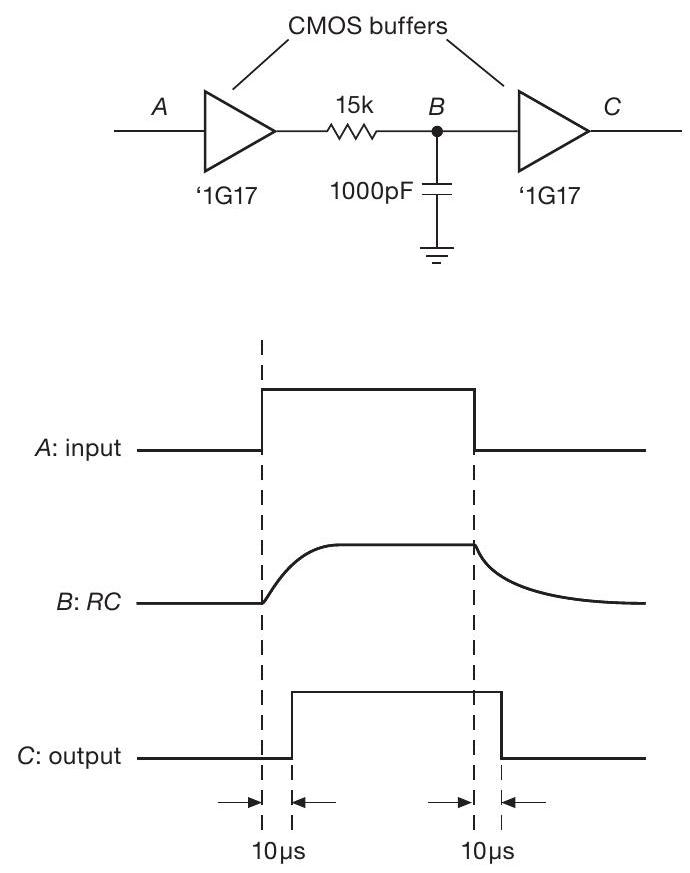 CMOS buffers
A
15k
B
C
1000pF
‘1G17
‘1G17
A: input
B: RC
C: output
10µs
10µs